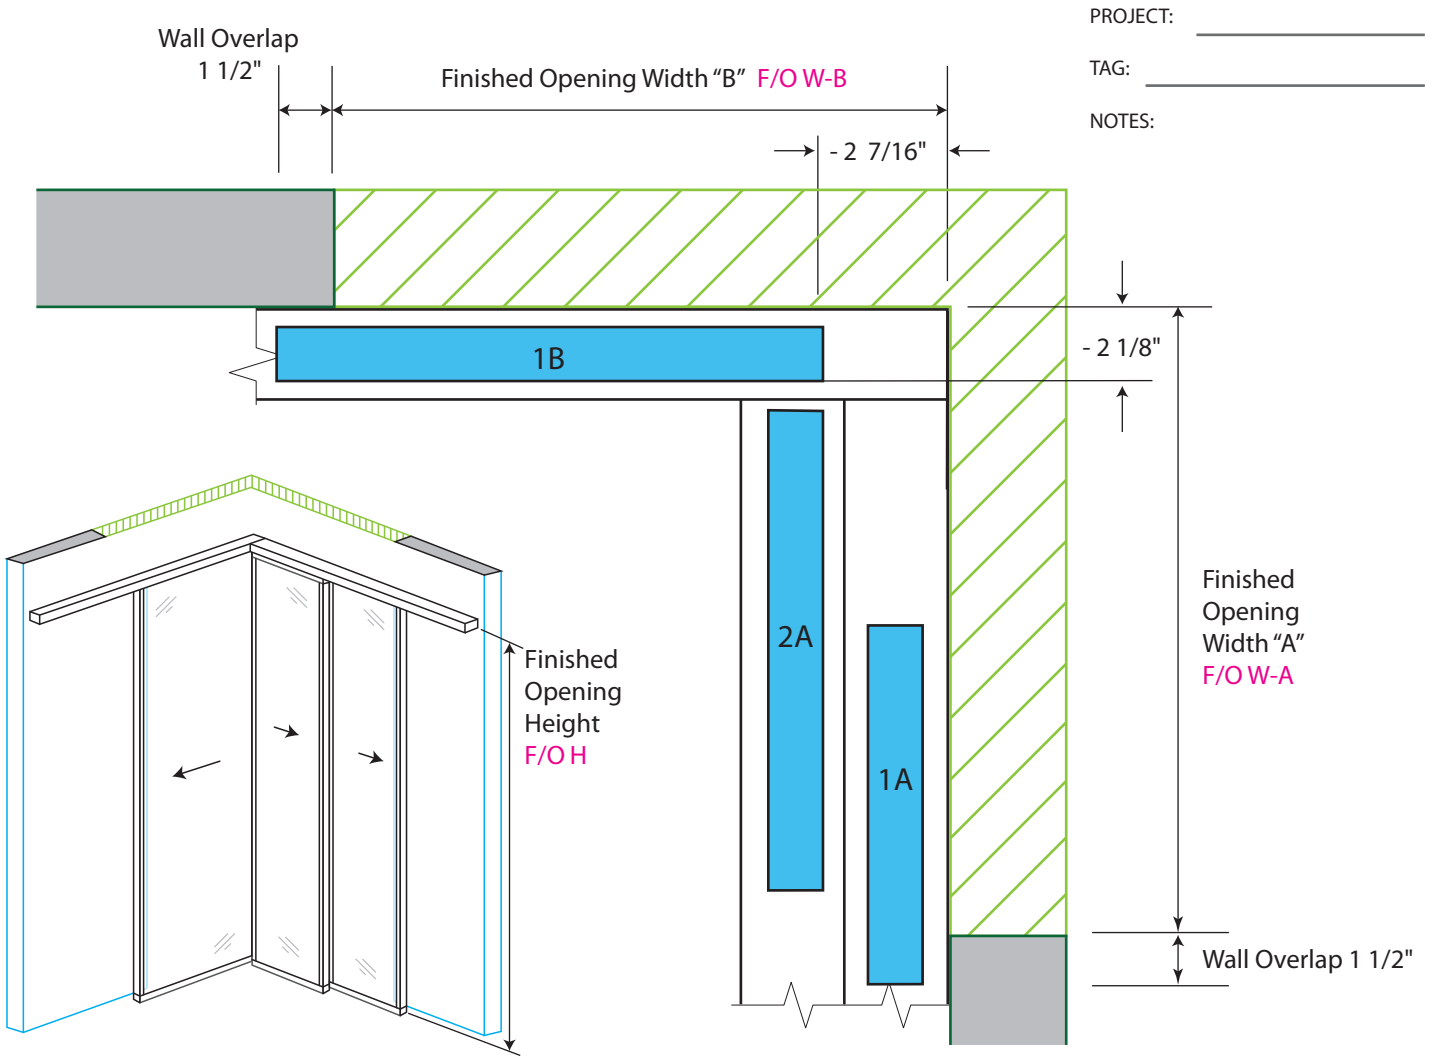 PROJECT:
TAG:
NOTES:
Wall Overlap
1 1/2"
Finished Opening Width “B” F/O W-B
- 2 7/16"
1B
- 2 1/8"
2A
1A
Finished
Opening
Width “A”
F/O W-A
Finished
Opening
Height
F/O H
Wall Overlap 1 1/2"